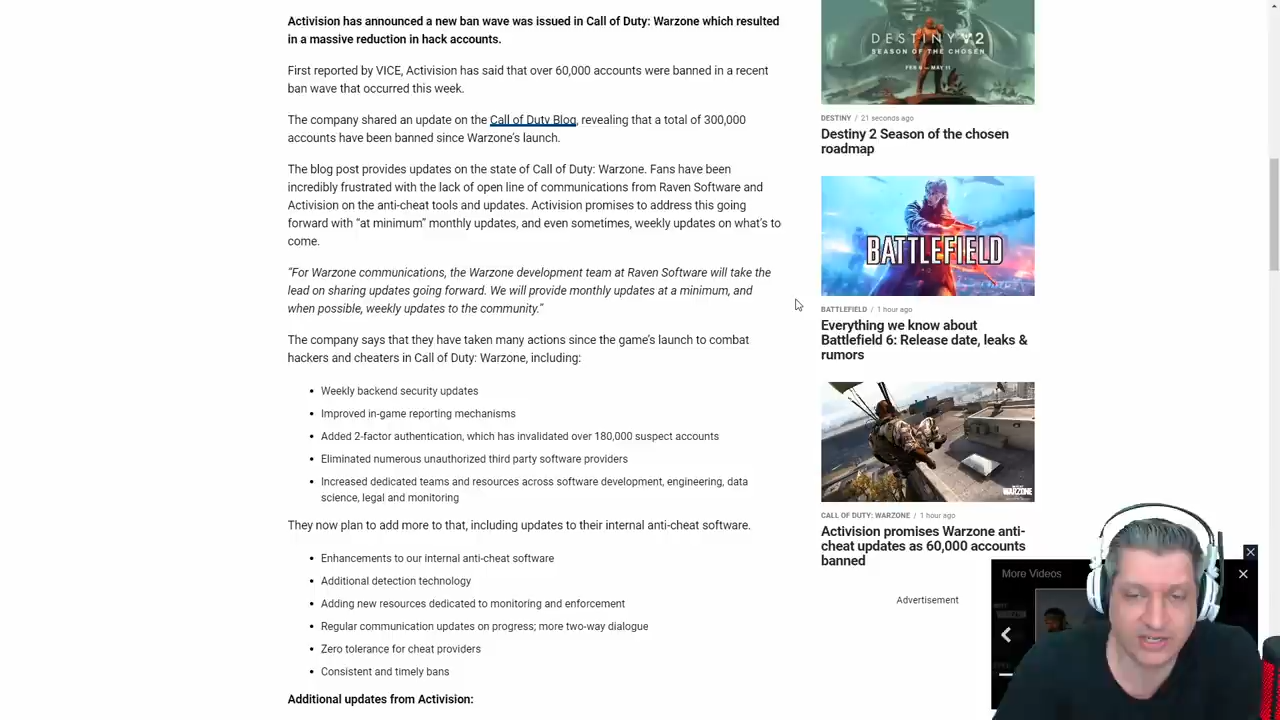 Activision has announced a new ban wave was issued in Call of Duty: Warzone which resulted
in a massive reduction in hack accounts.
First reported by VICE, Activision has said that over 60,000 accounts were banned in a recent
ban wave that occurred this week.
The company shared an update on the Call of Duty Blog, revealing that a total of 300,000
accounts have been banned since Warzone's launch.
The blog post provides updates on the state of Call of Duty: Warzone. Fans have been
incredibly frustrated with the lack of open line of communications from Raven Software and
Activision on the anti-cheat tools and updates. Activision promises to address this going
forward with “at minimum” monthly updates, and even sometimes, weekly updates on what's to
come.
“For Warzone communications, the Warzone development team at Raven Software will take the
lead on sharing updates going forward. We will provide monthly updates at a minimum, and
when possible, weekly updates to the community.”
The company says that they have taken many actions since the game's launch to combat
hackers and cheaters in Call of Duty: Warzone, including:
• Weekly backend security updates
• Improved in-game reporting mechanisms
• Added 2-factor authentication, which has invalidated over 180,000 suspect accounts
• Eliminated numerous unauthorized third party software providers
• Increased dedicated teams and resources across software development, engineering, data
science, legal and monitoring
They now plan to add more to that, including updates to their internal anti-cheat software.
• Enhancements to our internal anti-cheat software
• Additional detection technology
• Adding new resources dedicated to monitoring and enforcement
• Regular communication updates on progress; more two-way dialogue
• Zero tolerance for cheat providers
• Consistent and timely bans
Additional updates from Activision:
DESTINY 2
SEASON OF THE CHOSEN
DESTINY / 21 seconds ago
Destiny 2 Season of the chosen
roadmap
BATTLEFIELD
BATTLEFIELD / 1 hour ago
Everything we know about
Battlefield 6: Release date, leaks &
rumors
WARZONE
CALL OF DUTY: WARZONE / 1 hour ago
Activision promises Warzone anti-
cheat updates as 60,000 accounts
banned
Advertisement
More Videos